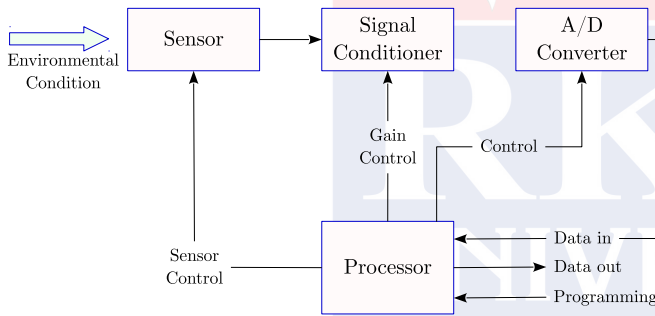 Sensor
Signal
Conditioner
A/D
Converter
Environmental
Condition
Gain
Control
Control
Sensor
Control
Processor
Data in
Data out
Programming